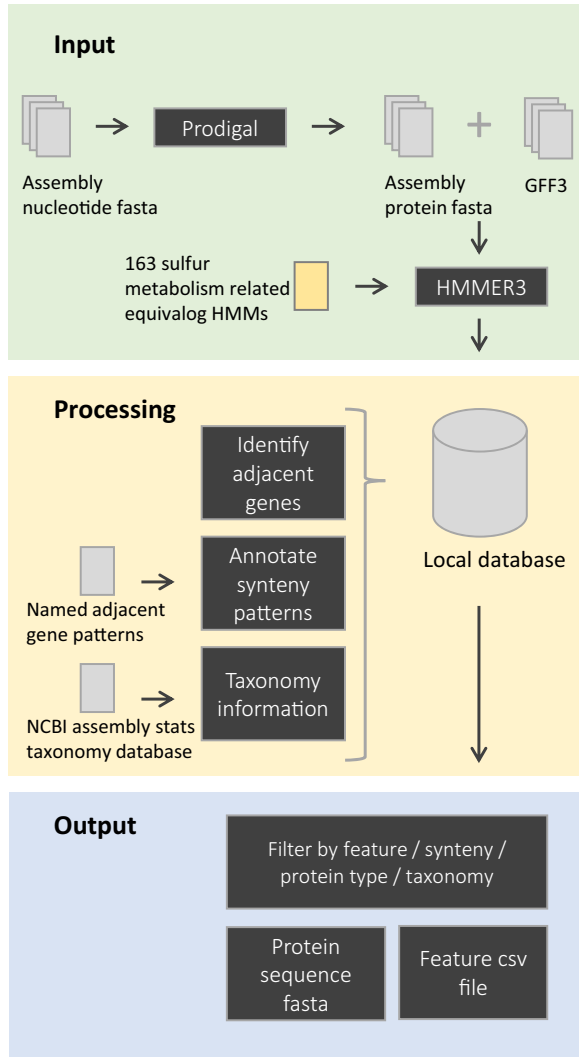 Input
Prodigal
Assembly
nucleotide fasta
Assembly
protein fasta
+
GFF3
163 sulfur
metabolism related
equivalog HMMs
HMMER3
Processing
Identify
adjacent
genes
Annotate
synteny
patterns
Named adjacent
gene patterns
Taxonomy
information
NCBI assembly stats
taxonomy database
Local database
Output
Filter by feature / synteny /
protein type / taxonomy
Protein
sequence
fasta
Feature csv
file